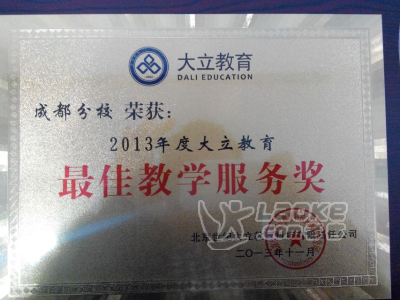 大立教育
DALI EDUCATION
成都分校 荣获：
2013年度大立教育
最佳教学服务奖
二〇一三年十一月